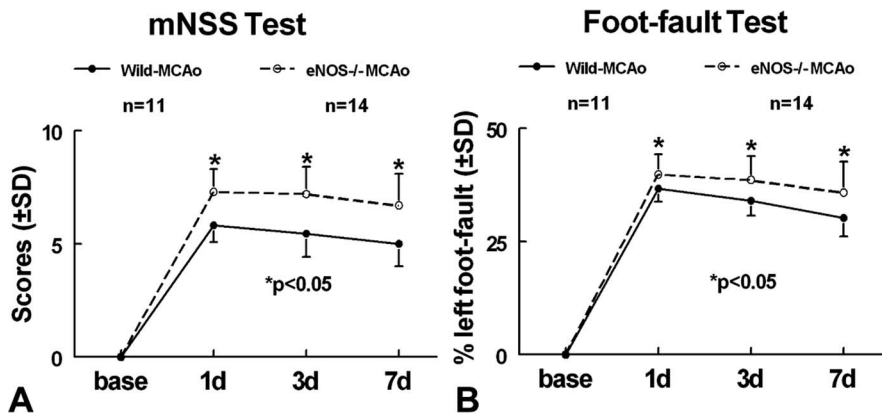 mNSS Test
Wild-MCAo eNOS-/-MCAo
n=11 n=14
Scores (±SD)
10
5
0
* * *
*p<0.05
base 1d 3d 7d
A
Foot-fault Test
Wild-MCAo eNOS-/-MCAo
n=11 n=14
% left foot-fault (±SD)
50
25
0
* * *
*p<0.05
base 1d 3d 7d
B